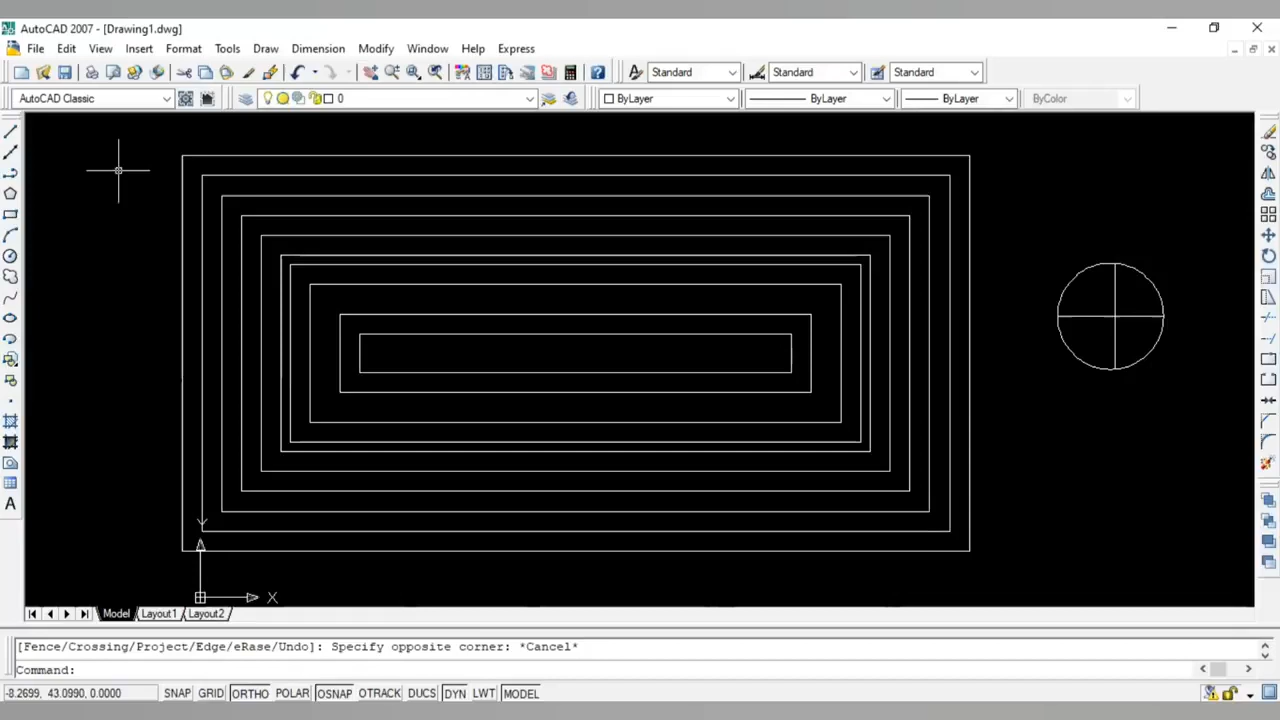 AutoCAD 2007 - [Drawing1.dwg]
File Edit View Insert Format Tools Draw Dimension Modify Window Help Express
Standard Standard Standard
AutoCAD Classic 0 ByLayer ByLayer ByLayer ByColor
A
Y
X
Model Layout1 Layout2
[Fence/Crossing/Project/Edge/eRase/Undo]: Specify opposite corner: *Cancel*
Command:
-8.2699, 43.0990, 0.0000 SNAP GRID ORTHO POLAR OSNAP OTRACK DUCS DYN LWT MODEL